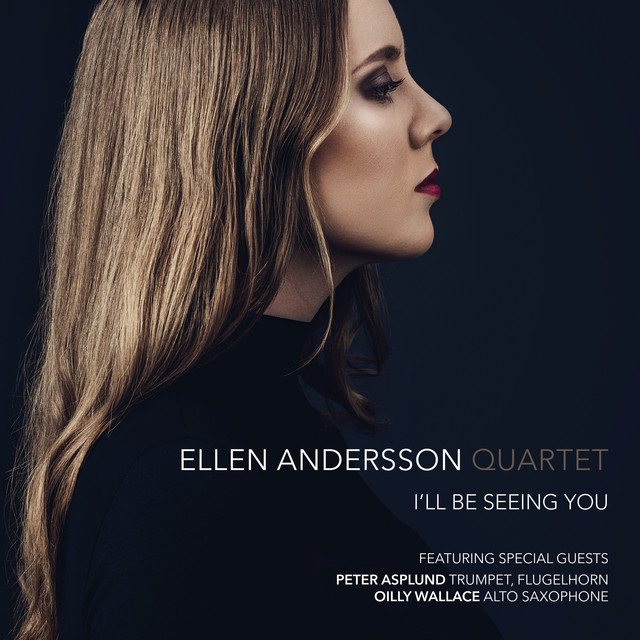 ELLEN ANDERSSON QUARTET
I'LL BE SEEING YOU
FEATURING SPECIAL GUESTS
PETER ASPLUND TRUMPET, FLUGELHORN
OILLY WALLACE ALTO SAXOPHONE